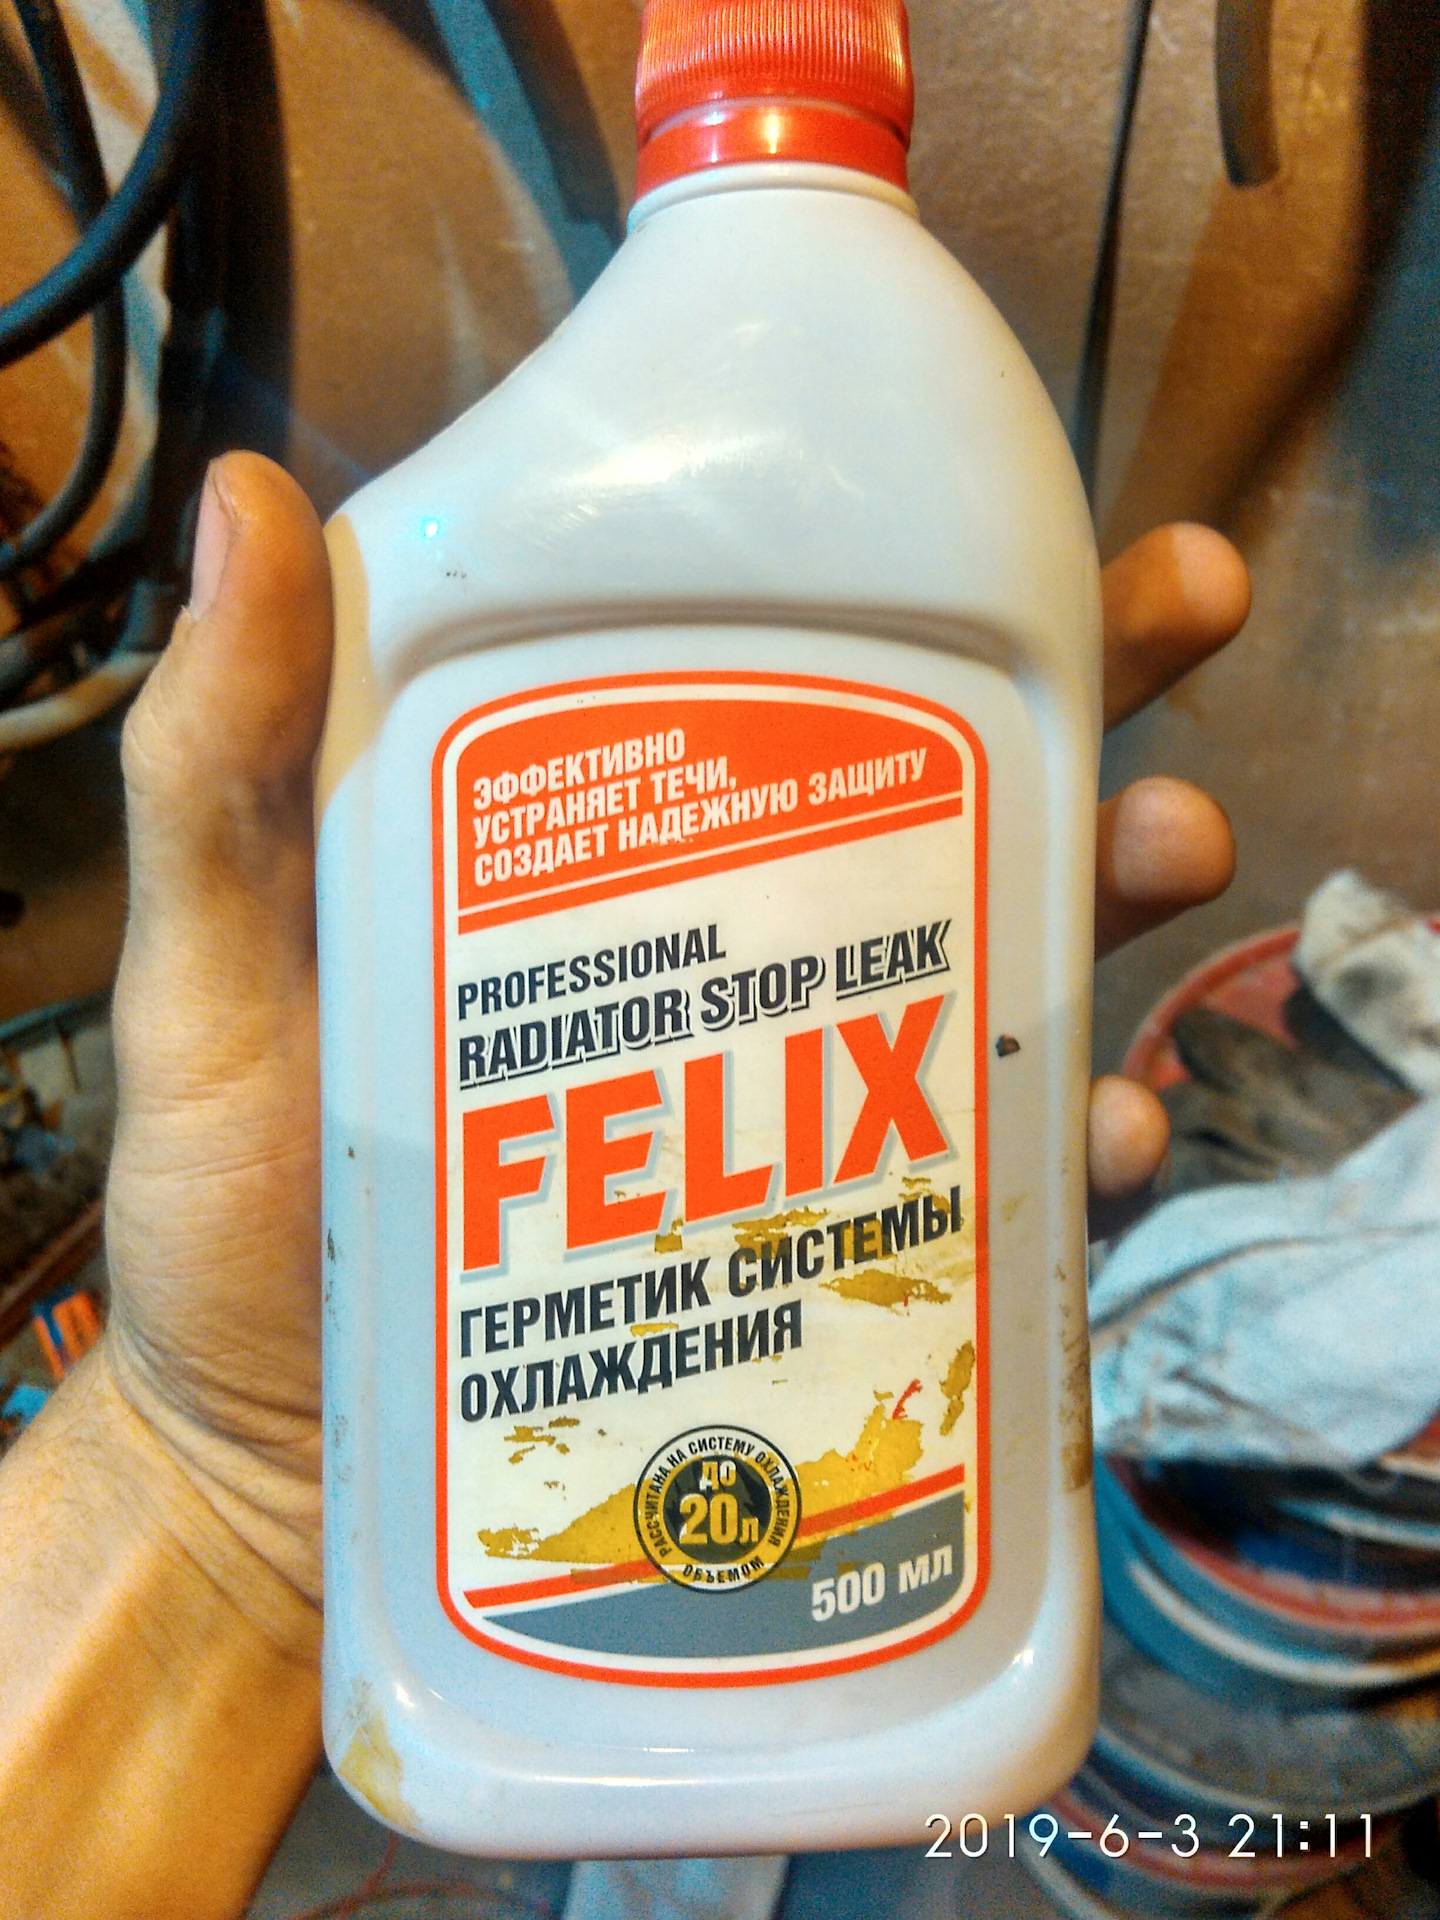 ЭФФЕКТИВНО
УСТРАНЯЕТ ТЕЧИ,
СОЗДАЕТ НАДЕЖНУЮ ЗАЩИТУ
PROFESSIONAL
RADIATOR STOP LEAK
FELIX
ГЕРМЕТИК СИСТЕМЫ
ОХЛАЖДЕНИЯ
РАССЧИТАНА НА СИСТЕМУ ОХЛАЖДЕНИЯ
ДО
20Л
ОБЪЕМОМ
500 МЛ
2019-6-3 21:11